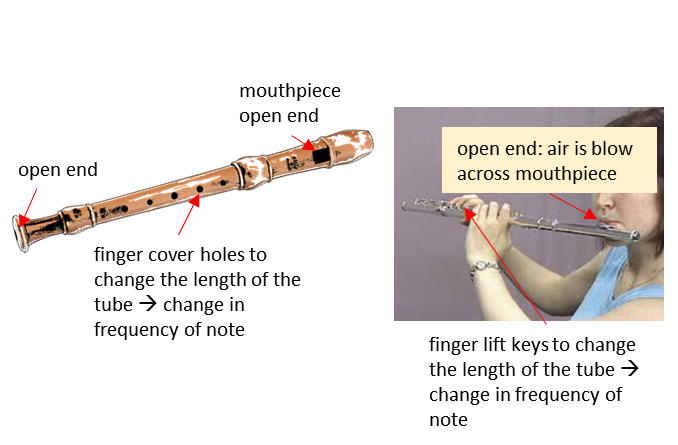 mouthpiece
open end
open end
finger cover holes to
change the length of the
tube → change in
frequency of note
open end: air is blow
across mouthpiece
finger lift keys to change
the length of the tube →
change in frequency of
note